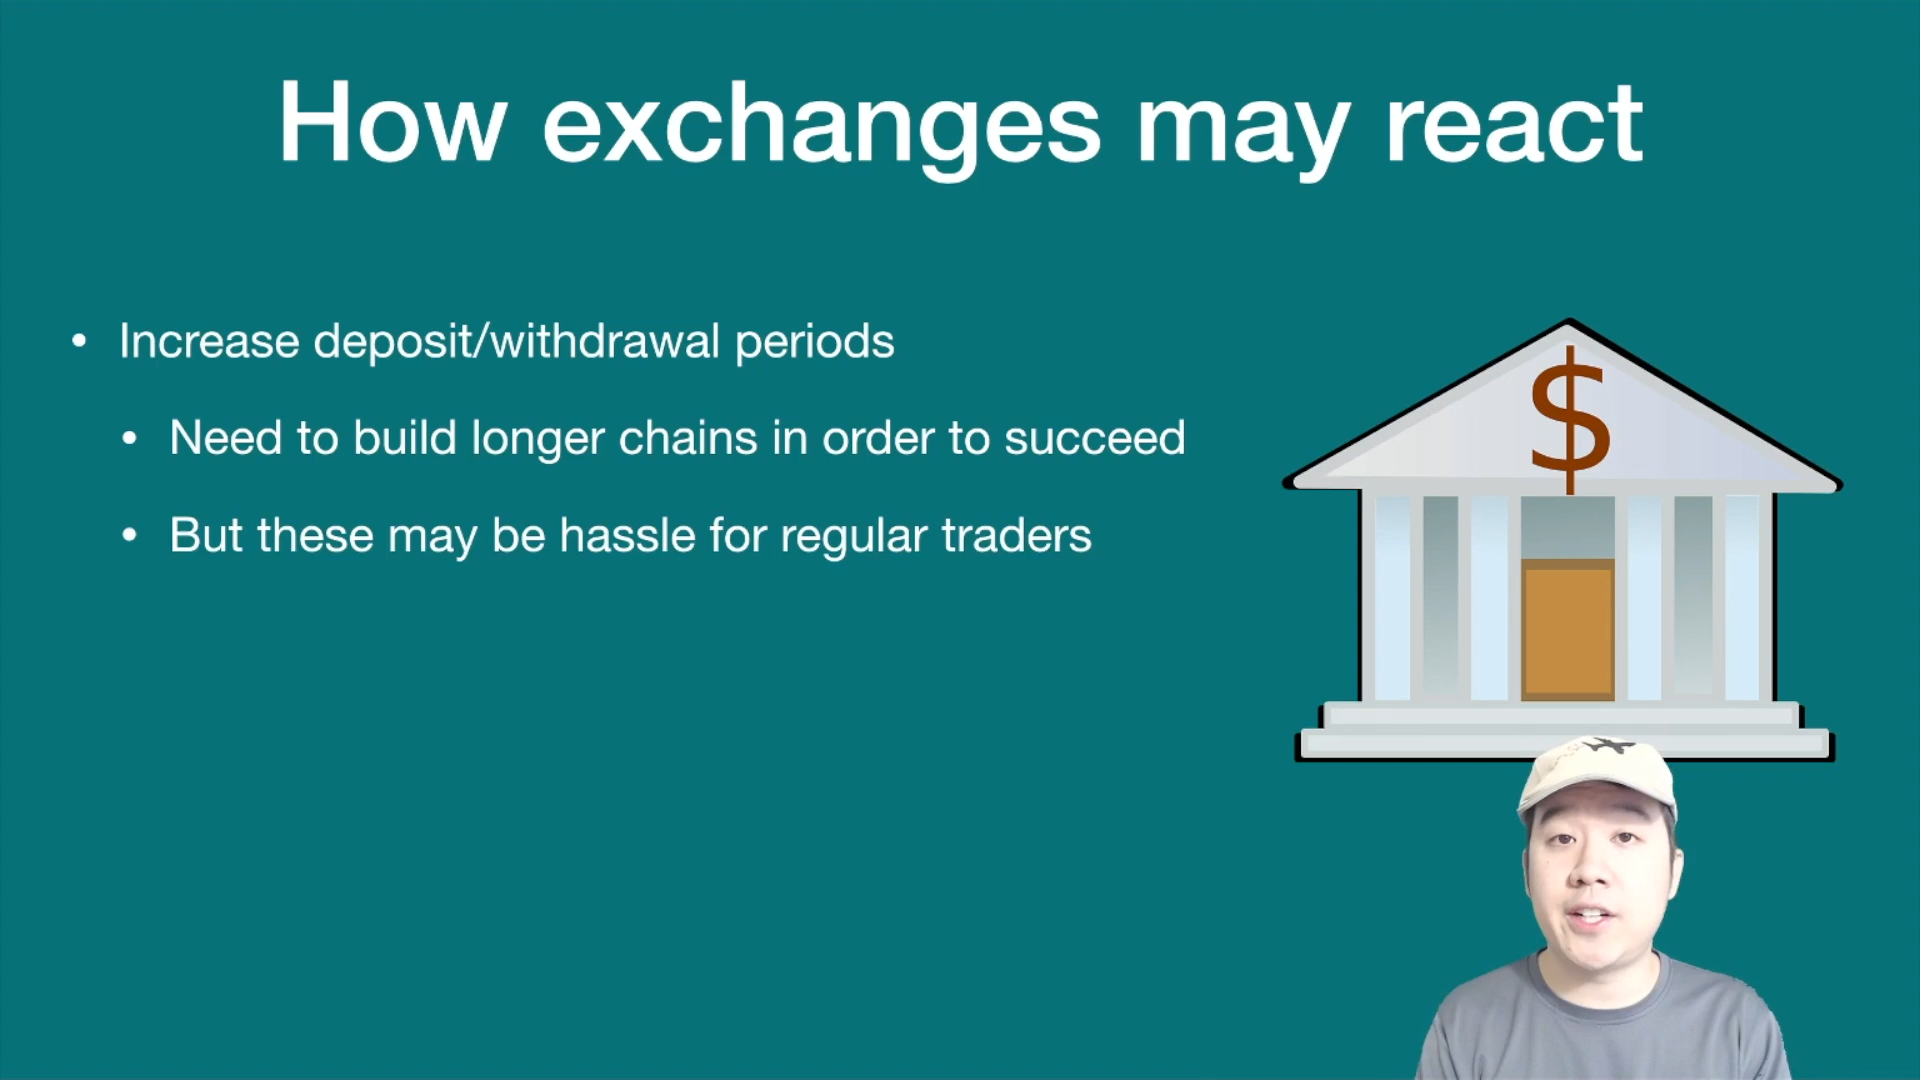 How exchanges may react
• Increase deposit/withdrawal periods
• Need to build longer chains in order to succeed
• But these may be hassle for regular traders
$